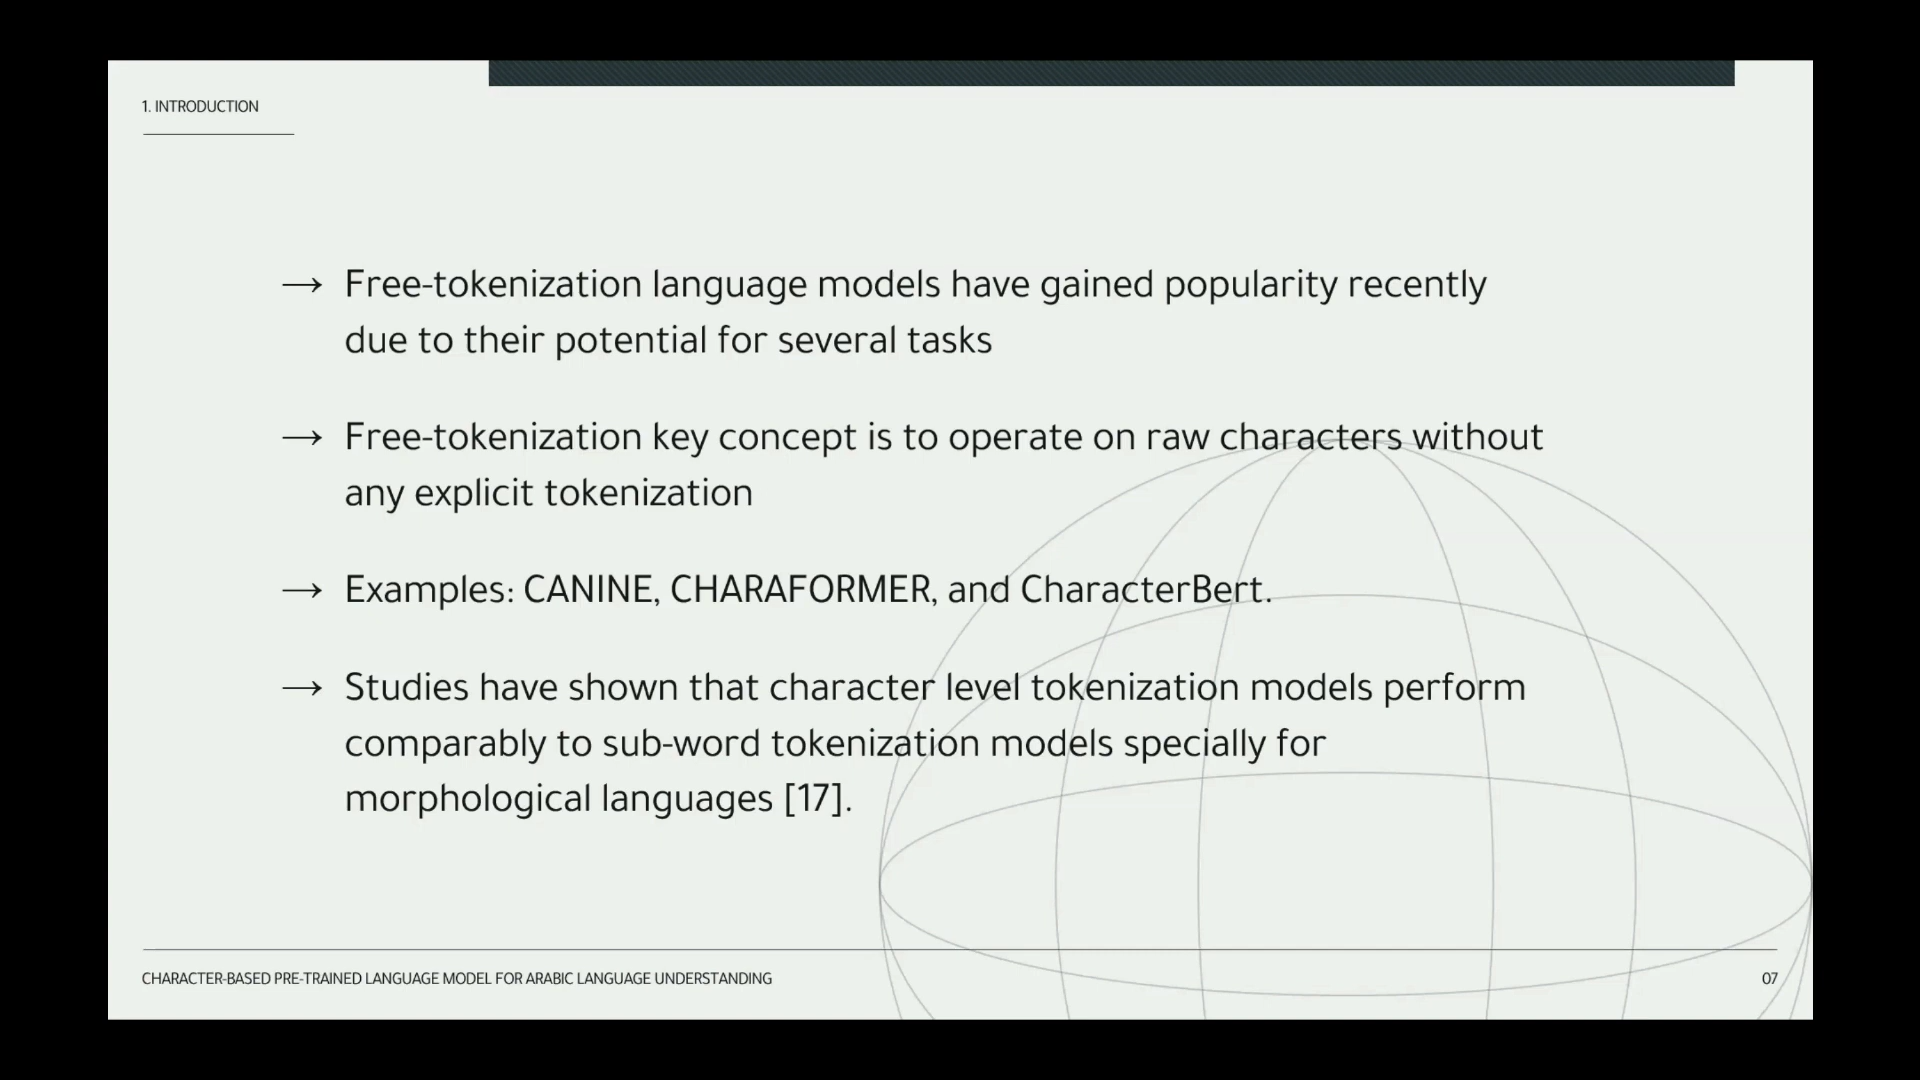 1. INTRODUCTION
→ Free-tokenization language models have gained popularity recently
due to their potential for several tasks
→ Free-tokenization key concept is to operate on raw characters without
any explicit tokenization
→ Examples: CANINE, CHARAFORMER, and CharacterBert.
→ Studies have shown that character level tokenization models perform
comparably to sub-word tokenization models specially for
morphological languages [17].
CHARACTER-BASED PRE-TRAINED LANGUAGE MODEL FOR ARABIC LANGUAGE UNDERSTANDING
07